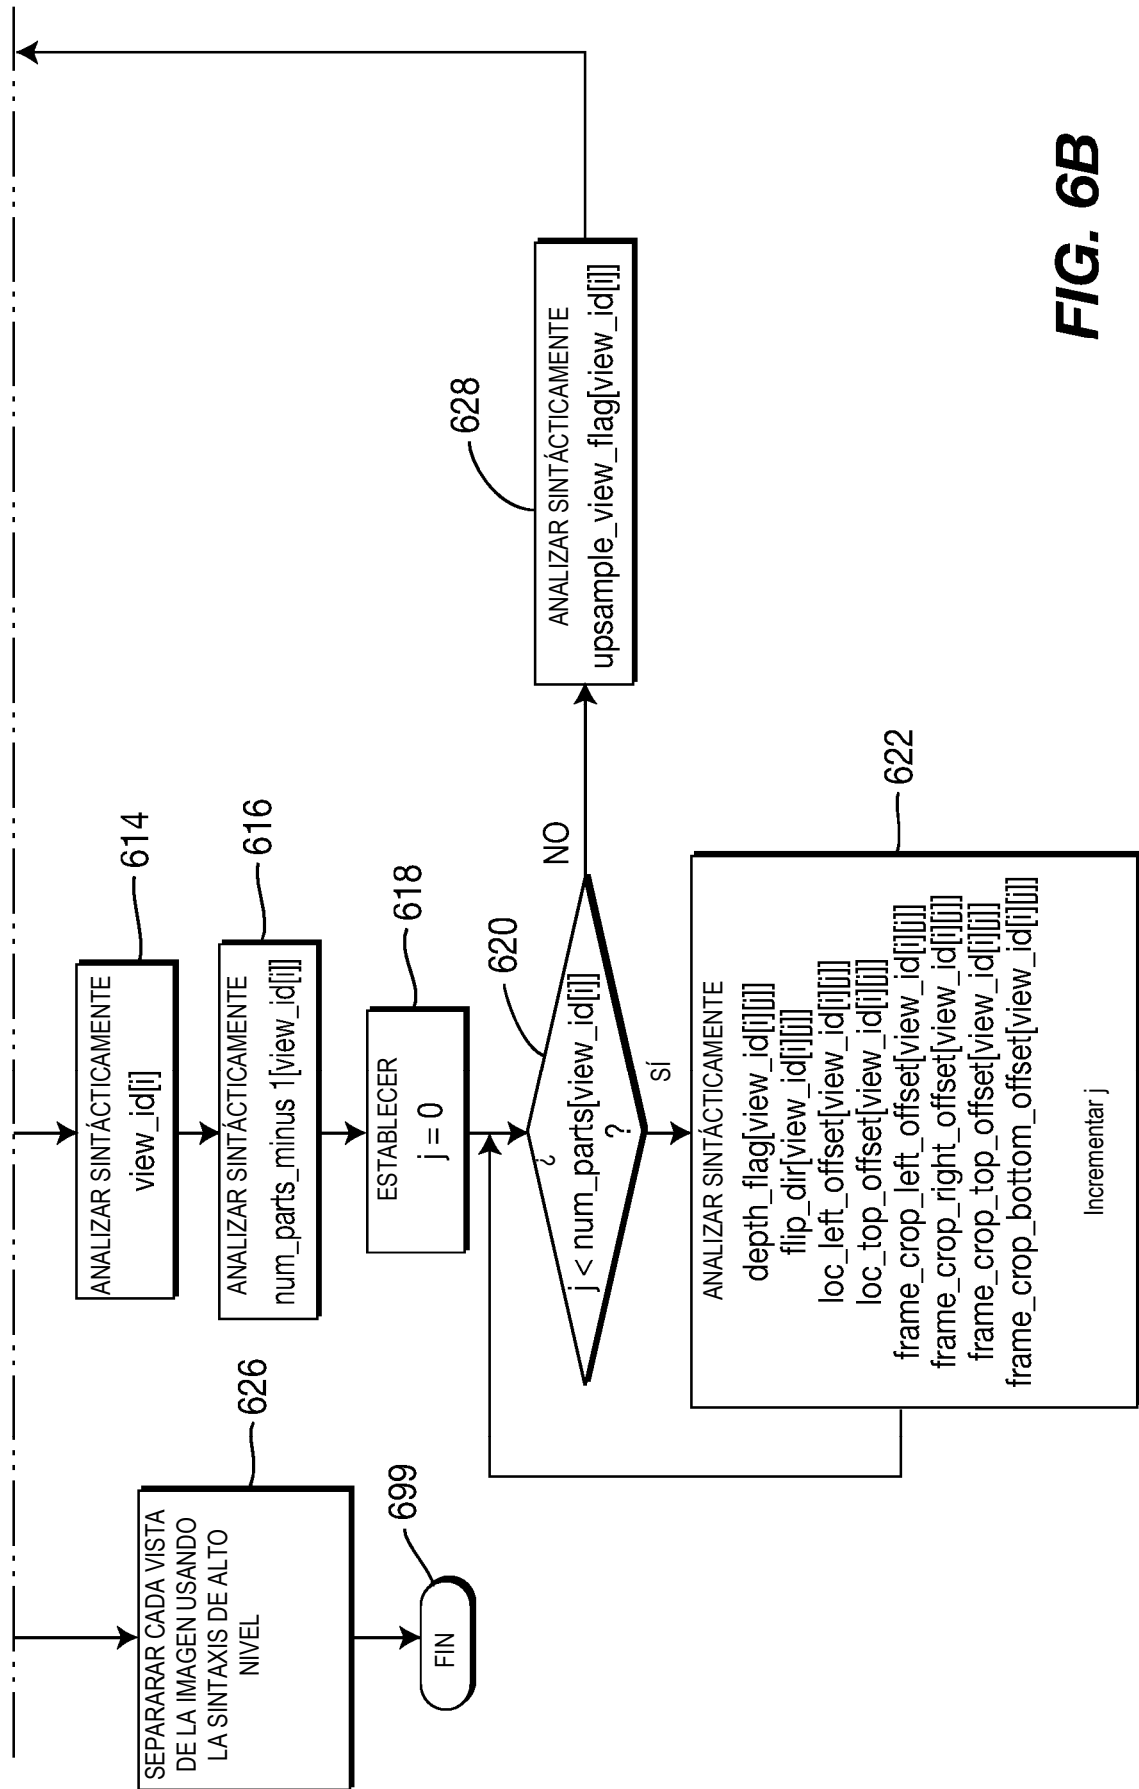 SEPARARAR CADA VISTA
DE LA IMAGEN USANDO
LA SINTAXIS DE ALTO
NIVEL
626
FIN
699
ANALIZAR SINTÁCTICAMENTE
view_id[i]
614
ANALIZAR SINTÁCTICAMENTE
num_parts_minus 1[view_id[i]]
616
ESTABLECER
j = 0
618
¿
j < num_parts[view_id[i]]
?
620
NO
SÍ
ANALIZAR SINTÁCTICAMENTE
upsample_view_flag[view_id[i]]
628
ANALIZAR SINTÁCTICAMENTE
depth_flag[view_id[i][j]]
flip_dir[view_id[i][j]]
loc_left_offset[view_id[i][j]]
loc_top_offset[view_id[i][j]]
frame_crop_left_offset[view_id[i][j]]
frame_crop_right_offset[view_id[i][j]]
frame_crop_top_offset[view_id[i][j]]
frame_crop_bottom_offset[view_id[i][j]]
Incrementar j
622
FIG. 6B